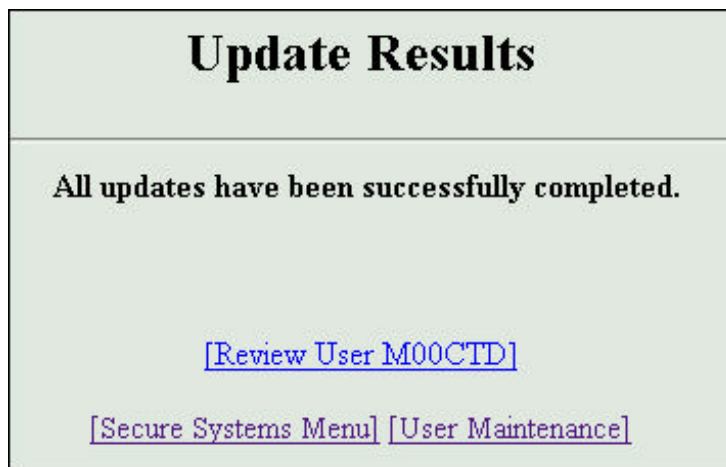 Update Results
All updates have been successfully completed.
[Review User M00CTD]
[Secure Systems Menu] [User Maintenance]